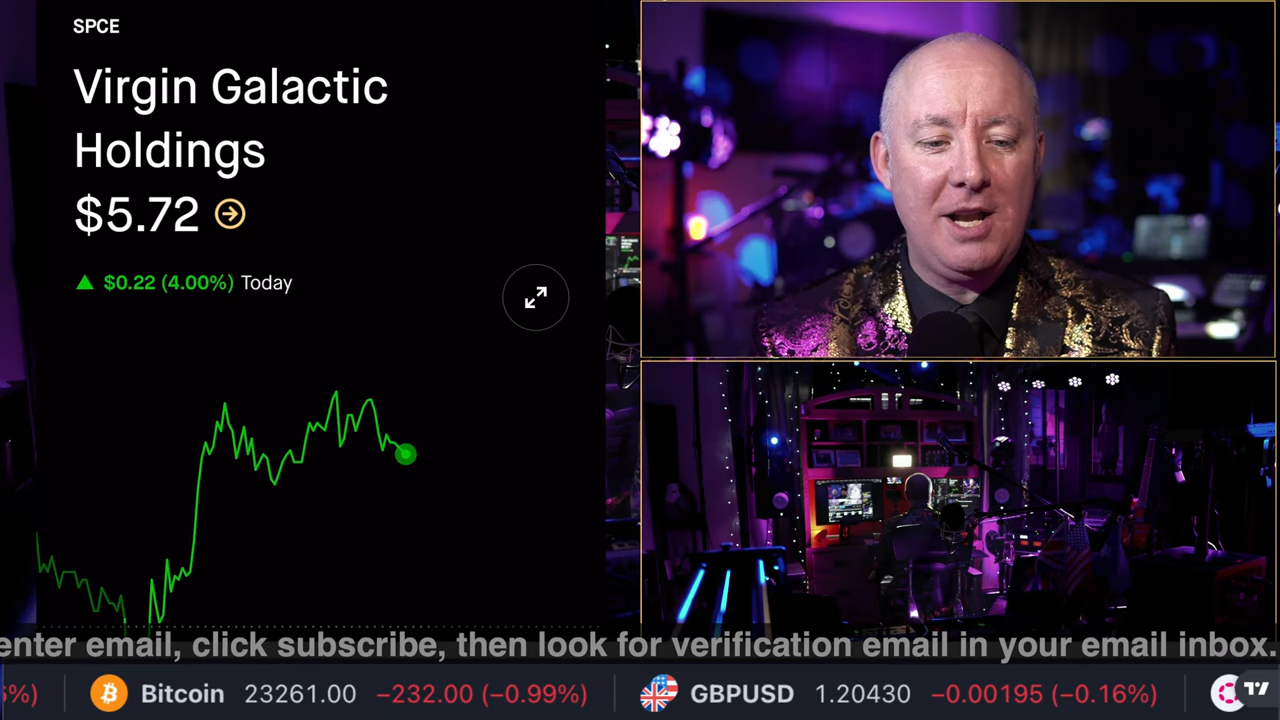 SPCE
Virgin Galactic
Holdings
$5.72
$0.22 (4.00%) Today
enter email, click subscribe, then look for verification email in your email inbox.
%) Bitcoin 23261.00 −232.00 (−0.99%) GBPUSD 1.20430 −0.00195 (−0.16%)